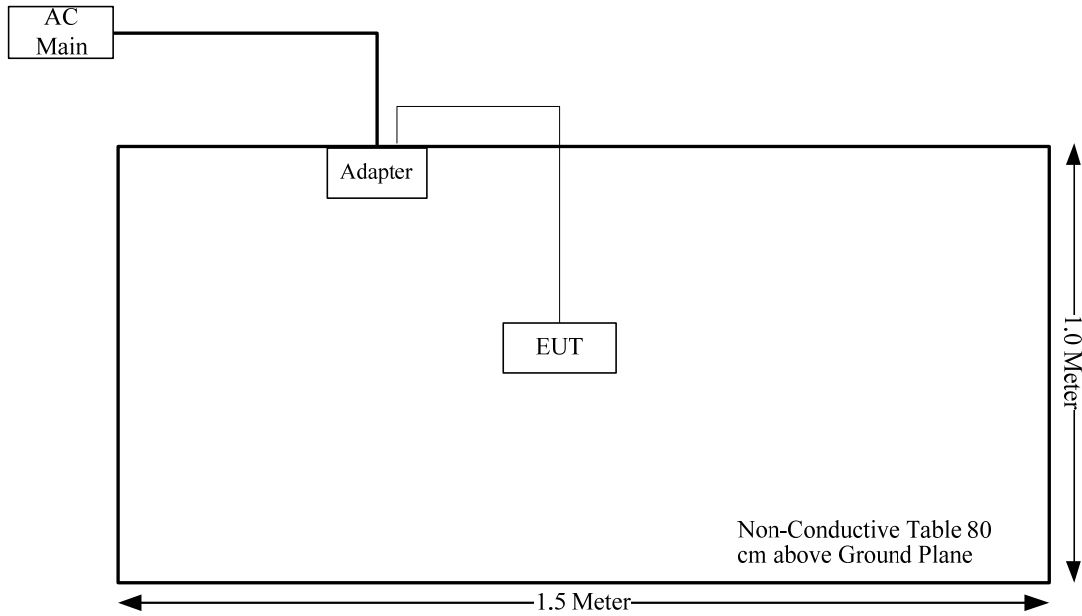 AC
Main
Adapter
EUT
1.0 Meter
Non-Conductive Table 80
cm above Ground Plane
1.5 Meter